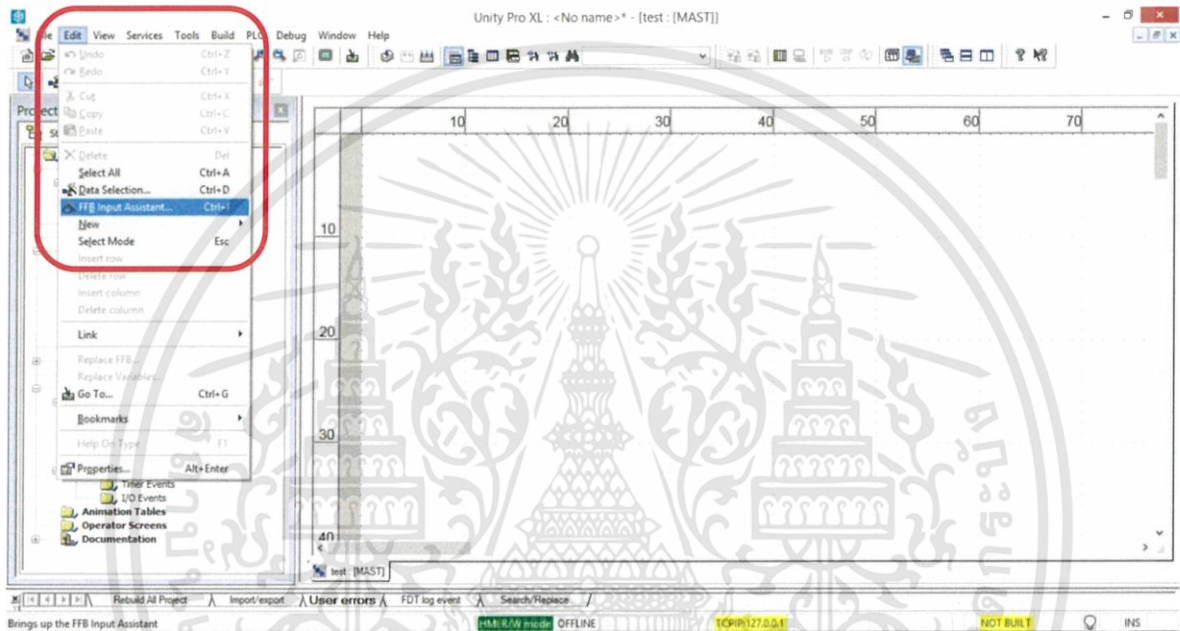 Unity Pro XL : <No name>* - [test : [MAST]]
Edit View Services Tools Build PLC Debug Window Help
Undo Ctrl+Z
Redo Ctrl+Y
Cut Ctrl+X
Copy Ctrl+C
Paste Ctrl+V
Delete Del
Select All Ctrl+A
Data Selection... Ctrl+D
FFB Input Assistant... Ctrl+I
New
Select Mode Esc
Insert row
Delete row
Insert column
Delete column
Link
Replace FFB...
Replace Variables...
Go To... Ctrl+G
Bookmarks
Help On Type F1
Properties... Alt+Enter
Timer Events
I/O Events
Animation Tables
Operator Screens
Documentation
10 20 30 40 50 60 70
10
20
30
40
test : [MAST]
Rebuild All Project Import/export User errors FDT log event Search/Replace
Brings up the FFB Input Assistant HMI R/W mode OFFLINE TCPIP:127.0.0.1 NOT BUILT INS